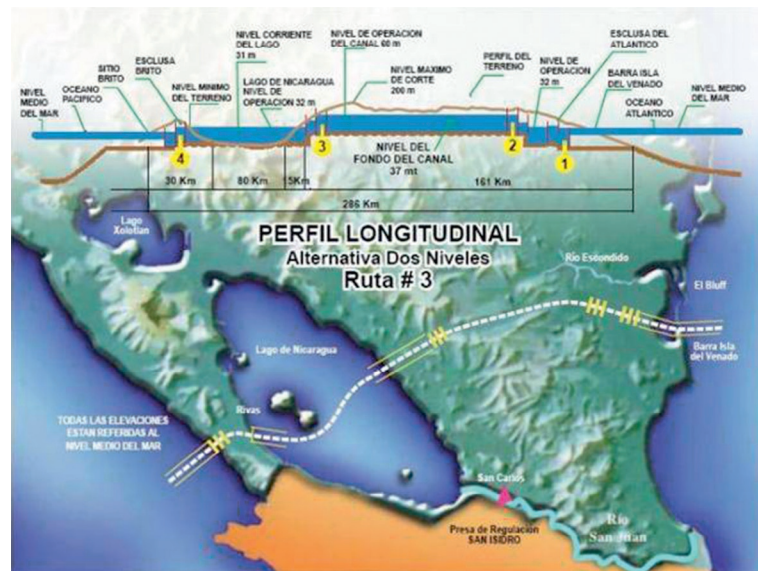 NIVEL
MEDIO
DEL MAR
OCEANO
PACIFICO
SITIO
BRITO
ESCLUSA
BRITO
NIVEL MINIMO
DEL TERRENO
NIVEL CORRIENTE
DEL LAGO
31 m
LAGO DE NICARAGUA
NIVEL DE
OPERACION 32 m
NIVEL DE OPERACION
DEL CANAL 60 m
NIVEL MAXIMO
DE CORTE
200 m
PERFIL DEL
TERRENO
NIVEL DE
OPERACION
32 m
ESCLUSA DEL
ATLANTICO
BARRA ISLA
DEL VENADO
OCEANO
ATLANTICO
NIVEL MEDIO
DEL MAR
4
3
2
1
NIVEL DEL
FONDO DEL CANAL
37 mt
30 Km
80 Km
15Km
161 Km
286 Km
PERFIL LONGITUDINAL
Alternativa Dos Niveles
Ruta # 3
Lago
Xolotlan
Río Escondido
El Bluff
Barra Isla
del Venado
Lago de Nicaragua
Rivas
TODAS LAS ELEVACIONES
ESTAN REFERIDAS AL
NIVEL MEDIO DEL MAR
San Carlos
Presa de Regulación
SAN ISIDRO
Río
San Juan